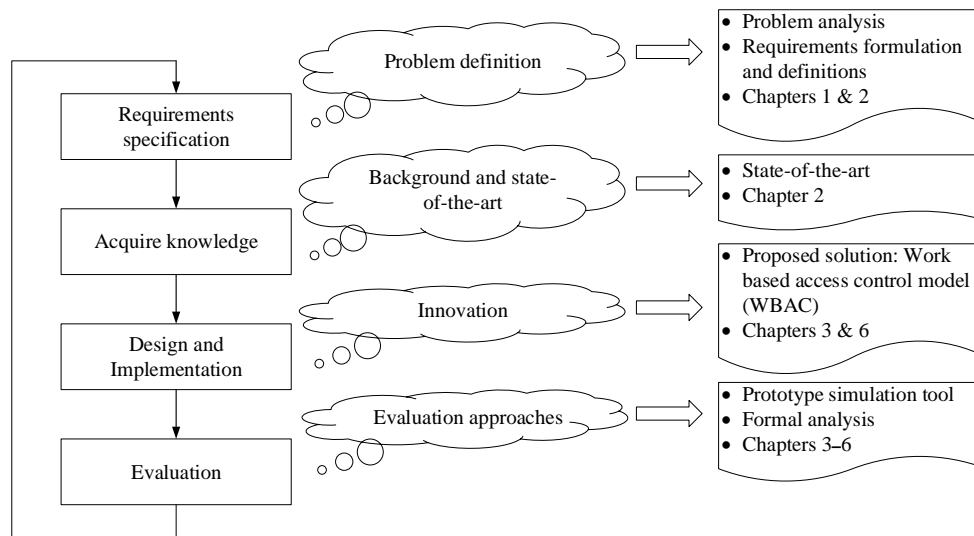 Requirements
specification
Problem definition
• Problem analysis
• Requirements formulation
and definitions
• Chapters 1 & 2
Acquire knowledge
Background and state-
of-the-art
• State-of-the-art
• Chapter 2
Design and
Implementation
Innovation
• Proposed solution: Work
based access control model
(WBAC)
• Chapters 3 & 6
Evaluation
Evaluation approaches
• Prototype simulation tool
• Formal analysis
• Chapters 3–6